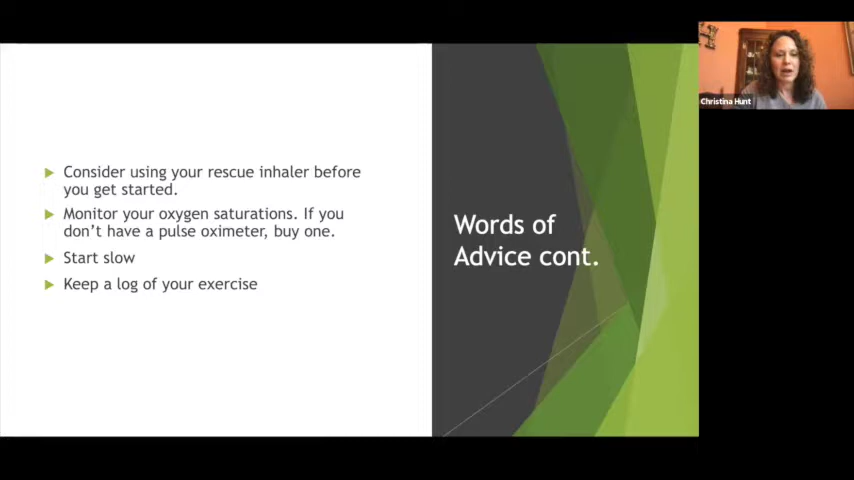 Consider using your rescue inhaler before
you get started.
Monitor your oxygen saturations. If you
don't have a pulse oximeter, buy one.
Start slow
Keep a log of your exercise
Words of
Advice cont.
Christina Hunt